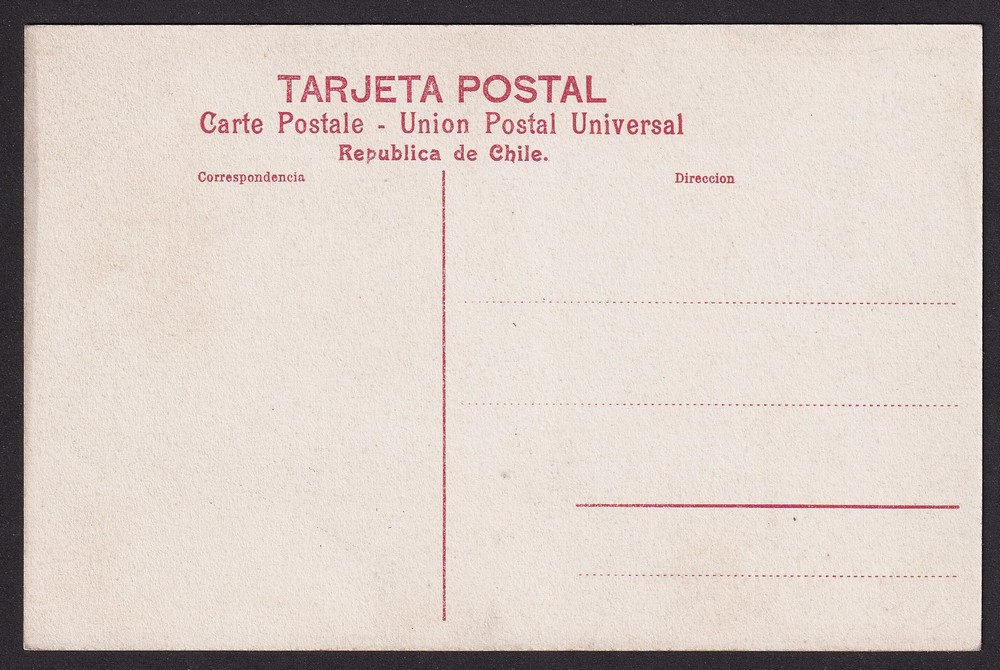 TARJETA POSTAL
Carte Postale - Union Postal Universal
Republica de Chile.
Correspondencia
Direccion